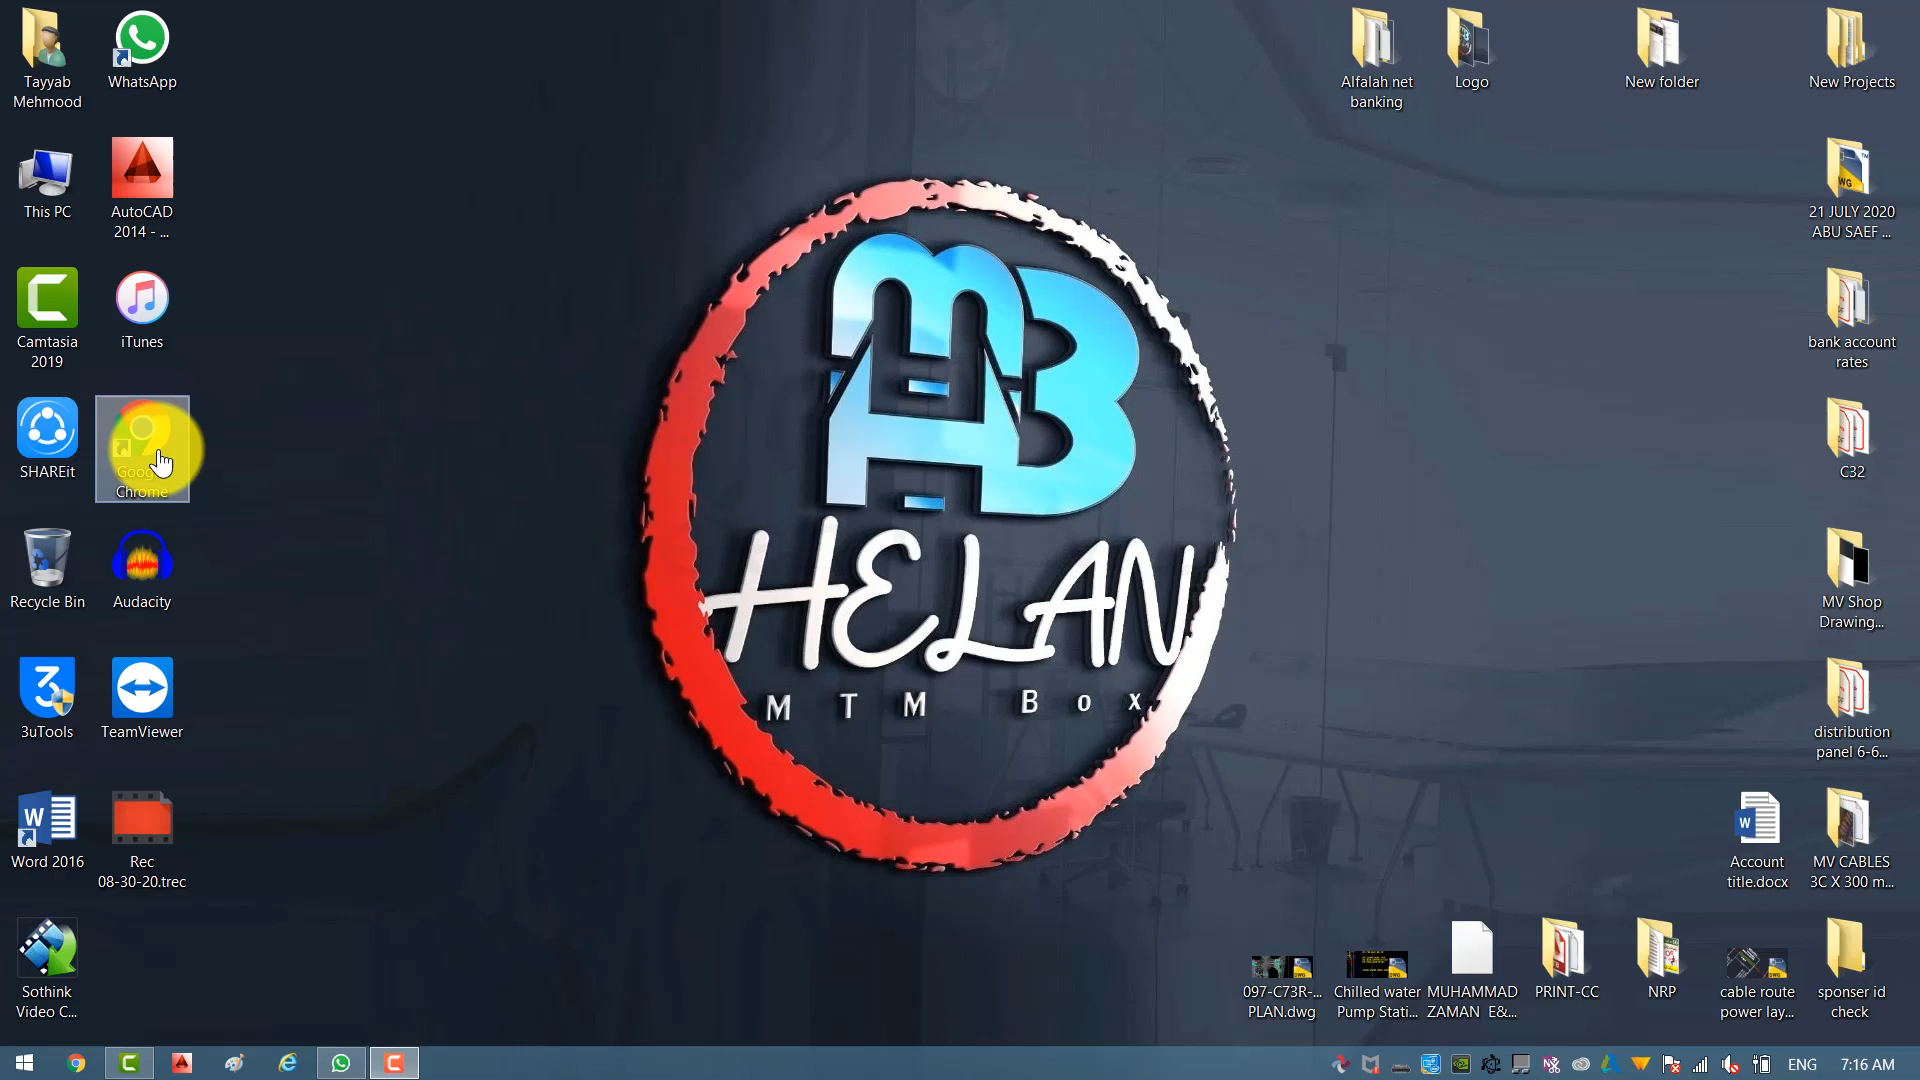 Tayyab
Mehmood
WhatsApp
Alfalah net
banking
Logo
New folder
New Projects
This PC
AutoCAD
2014 - ...
21 JULY 2020
ABU SAEF ...
Camtasia
2019
iTunes
bank account
rates
SHAREit
Chrome
C32
HELAN
MTM Box
Recycle Bin
Audacity
MV Shop
Drawing...
3uTools
TeamViewer
distribution
panel 6-6...
Word 2016
Rec
08-30-20.trec
Account
title.docx
MV CABLES
3C X 300 m...
Sothink
Video C...
097-C73R-...
PLAN.dwg
Chilled water
Pump Stati...
MUHAMMAD
ZAMAN E&...
PRINT-CC
NRP
cable route
power lay...
sponser id
check
ENG
7:16 AM